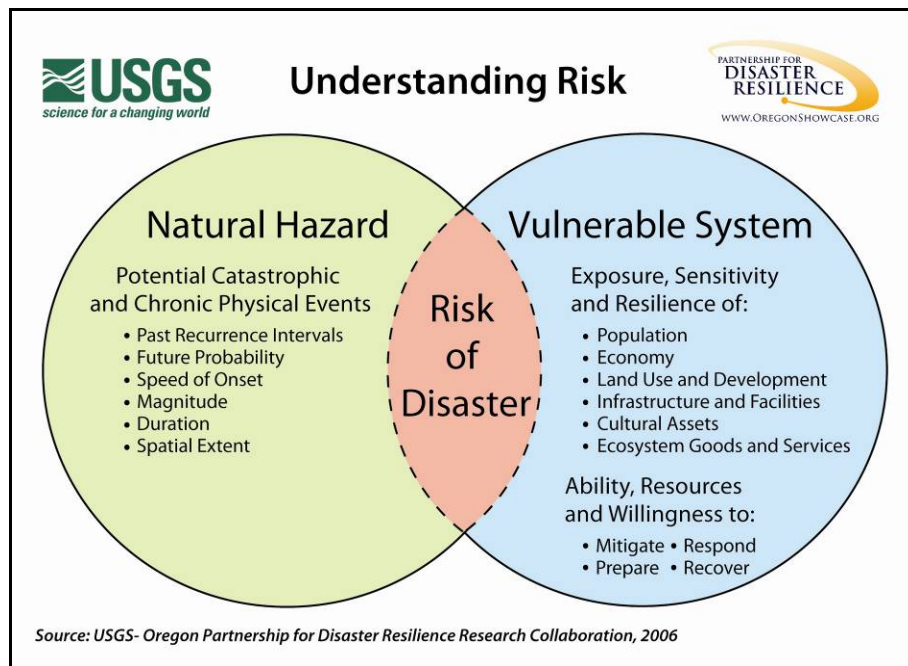 USGS
science for a changing world
Understanding Risk
PARTNERSHIP FOR
DISASTER
RESILIENCE
WWW.OREGONSHOWCASE.ORG
Natural Hazard
Potential Catastrophic
and Chronic Physical Events
• Past Recurrence Intervals
• Future Probability
• Speed of Onset
• Magnitude
• Duration
• Spatial Extent
Risk
of
Disaster
Vulnerable System
Exposure, Sensitivity
and Resilience of:
• Population
• Economy
• Land Use and Development
• Infrastructure and Facilities
• Cultural Assets
• Ecosystem Goods and Services
Ability, Resources
and Willingness to:
• Mitigate • Respond
• Prepare • Recover
Source: USGS- Oregon Partnership for Disaster Resilience Research Collaboration, 2006